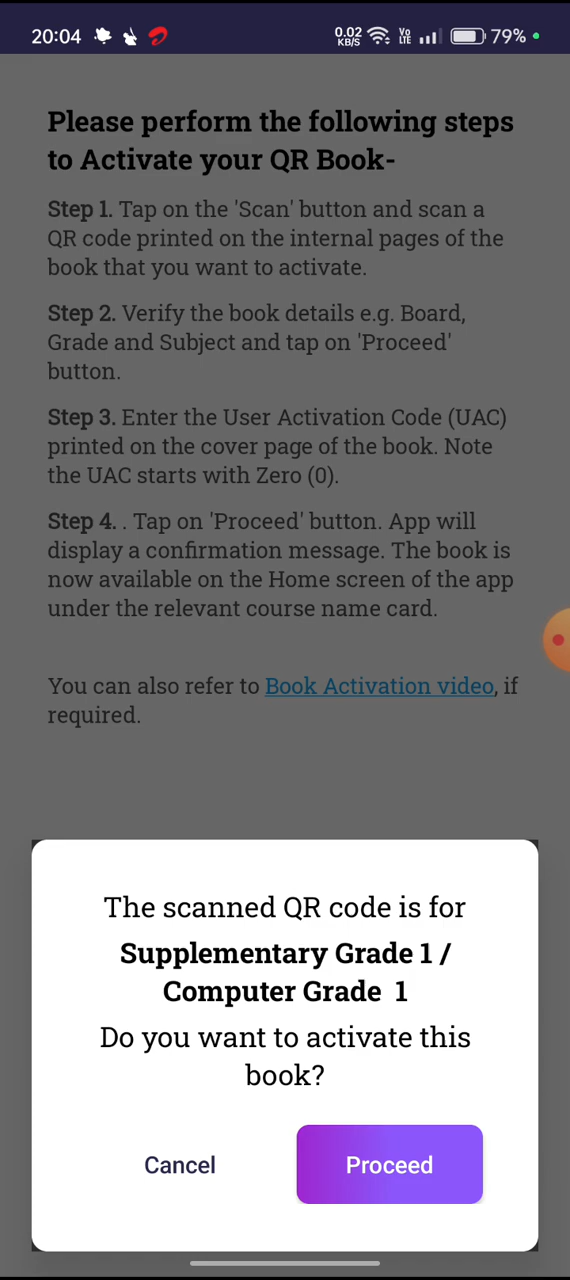 20:04 0.02 KB/S Vo LTE 79%
Please perform the following steps
to Activate your QR Book-
Step 1. Tap on the 'Scan' button and scan a
QR code printed on the internal pages of the
book that you want to activate.
Step 2. Verify the book details e.g. Board,
Grade and Subject and tap on 'Proceed'
button.
Step 3. Enter the User Activation Code (UAC)
printed on the cover page of the book. Note
the UAC starts with Zero (0).
Step 4. . Tap on 'Proceed' button. App will
display a confirmation message. The book is
now available on the Home screen of the app
under the relevant course name card.
You can also refer to Book Activation video, if
required.
The scanned QR code is for
Supplementary Grade 1 /
Computer Grade 1
Do you want to activate this
book?
Cancel Proceed